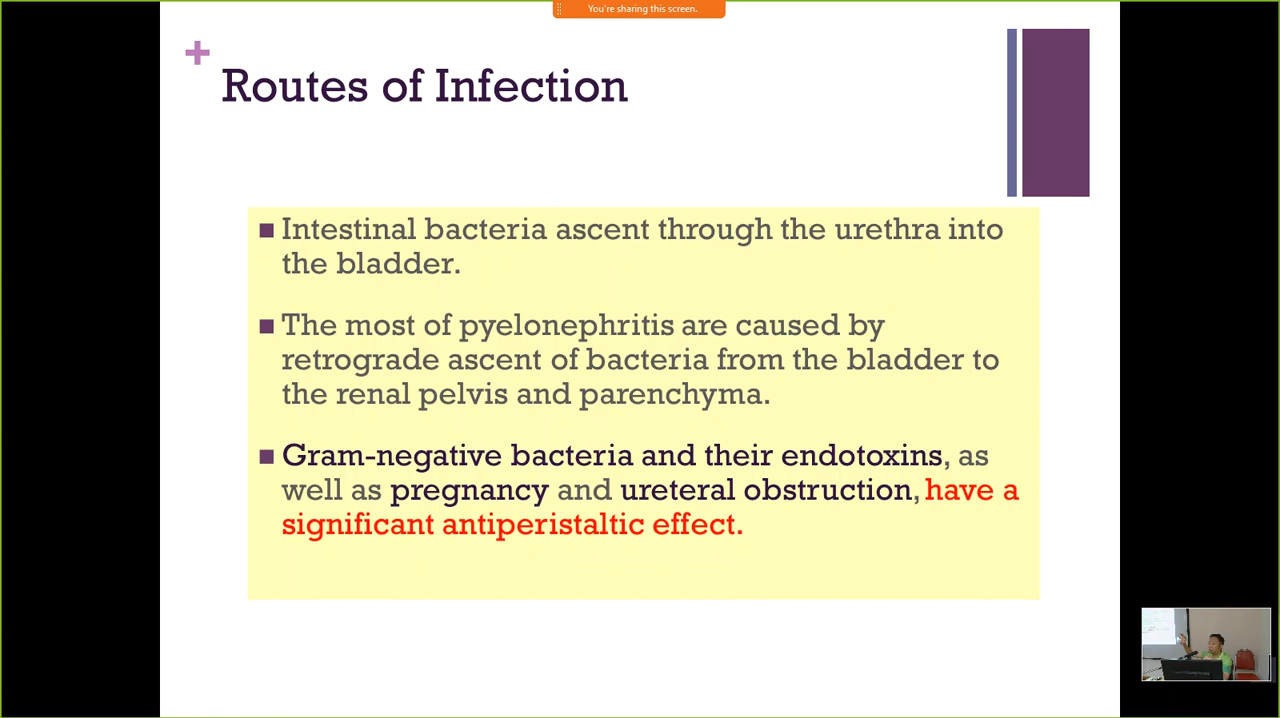 You're sharing this screen.
+
Routes of Infection
Intestinal bacteria ascent through the urethra into
the bladder.
The most of pyelonephritis are caused by
retrograde ascent of bacteria from the bladder to
the renal pelvis and parenchyma.
Gram-negative bacteria and their endotoxins, as
well as pregnancy and ureteral obstruction, have a
significant antiperistaltic effect.